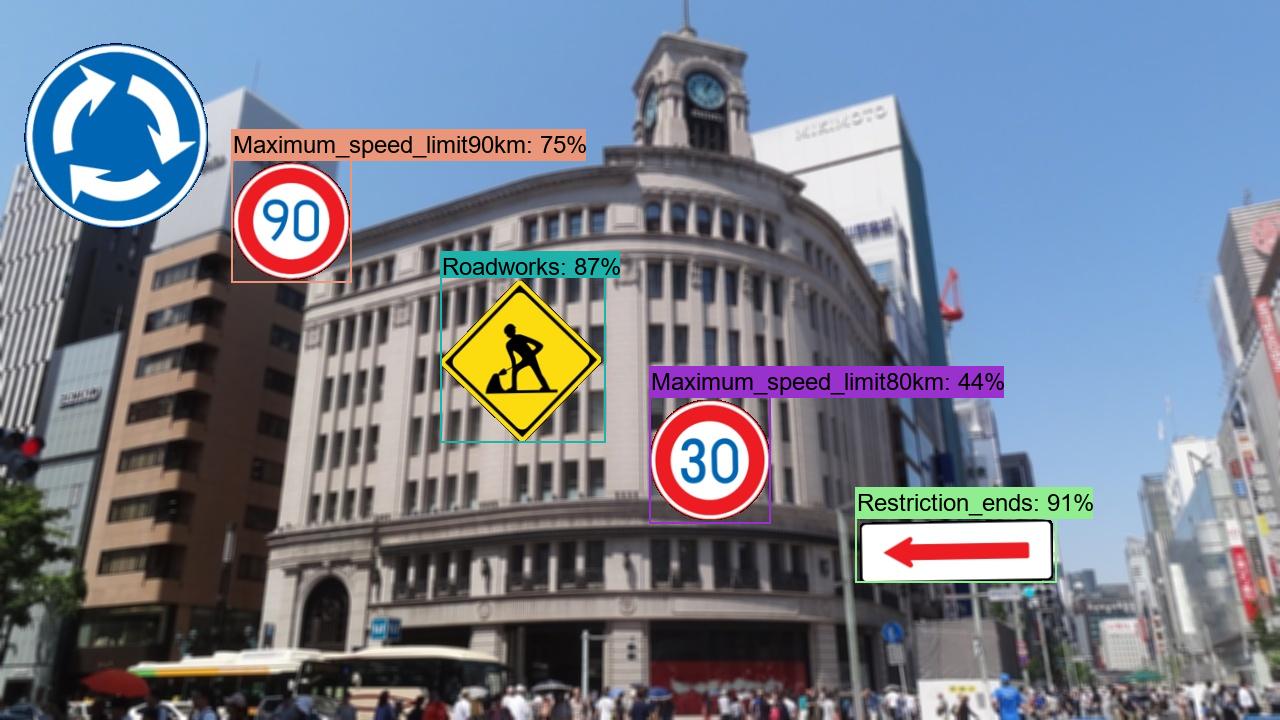 Maximum_speed_limit90km: 75%
90
MIKIMOTO
Roadworks: 87%
Maximum_speed_limit80km: 44%
30
Restriction_ends: 91%